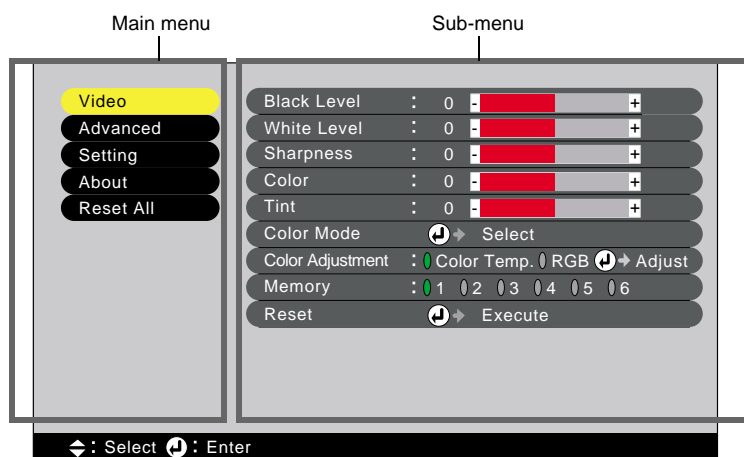 Main menu
Sub-menu
Video
Advanced
Setting
About
Reset All
Black Level : 0 - +
White Level : 0 - +
Sharpness : 0 - +
Color : 0 - +
Tint : 0 - +
Color Mode Select
Color Adjustment : Color Temp. RGB Adjust
Memory : 1 2 3 4 5 6
Reset Execute
: Select : Enter